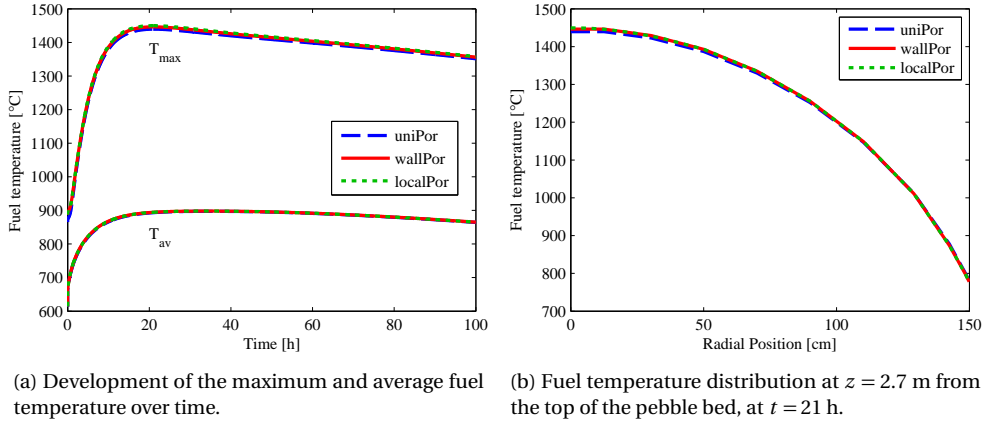 1500
1400
1300
1200
1100
1000
900
800
700
600
Fuel temperature [°C]
T max
T av
uniPor
wallPor
localPor
0 20 40 60 80 100
Time [h]
(a) Development of the maximum and average fuel
temperature over time.
1500
1400
1300
1200
1100
1000
900
800
700
Fuel temperature [°C]
uniPor
wallPor
localPor
0 50 100 150
Radial Position [cm]
(b) Fuel temperature distribution at z = 2.7 m from
the top of the pebble bed, at t = 21 h.